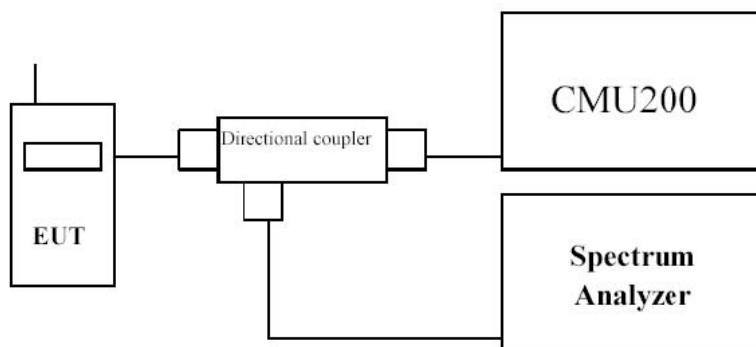 CMU200
Directional coupler
EUT
Spectrum
Analyzer